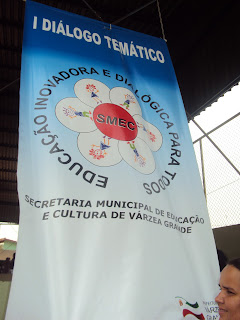 I DIÁLOGO TEMÁTICO
EDUCAÇÃO INOVADORA E DIALÓGICA PARA TODOS
SMEC
SECRETARIA MUNICIPAL DE EDUCAÇÃO
E CULTURA DE VÁRZEA GRANDE